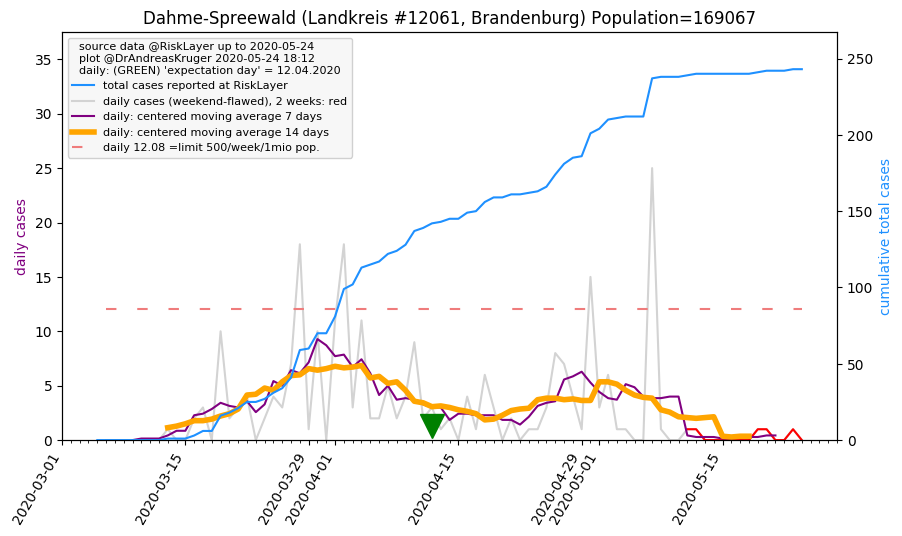 Dahme-Spreewald (Landkreis #12061, Brandenburg) Population=169067
source data @RiskLayer up to 2020-05-24
plot @DrAndreasKruger 2020-05-24 18:12
daily: (GREEN) 'expectation day' = 12.04.2020
total cases reported at RiskLayer
daily cases (weekend-flawed), 2 weeks: red
daily: centered moving average 7 days
daily: centered moving average 14 days
daily 12.08 =limit 500/week/1mio pop.
daily cases
35
30
25
20
15
10
5
0
cumulative total cases
250
200
150
100
50
0
2020-03-01
2020-03-15
2020-03-29
2020-04-01
2020-04-15
2020-04-29
2020-05-01
2020-05-15